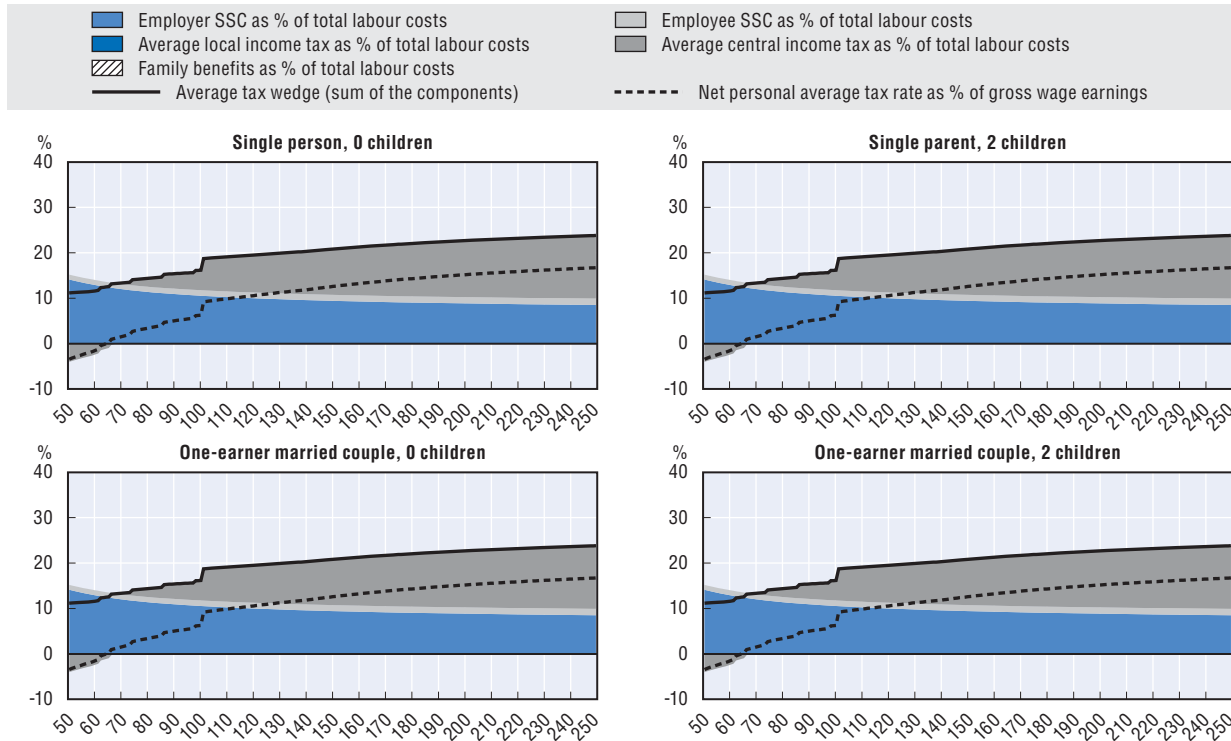 Employer SSC as % of total labour costs
Employee SSC as % of total labour costs
Average local income tax as % of total labour costs
Average central income tax as % of total labour costs
Family benefits as % of total labour costs
Average tax wedge (sum of the components)
Net personal average tax rate as % of gross wage earnings
%
Single person, 0 children
40
30
20
10
0
-10
50 60 70 80 90 100 110 120 130 140 150 160 170 180 190 200 210 220 230 240 250
%
Single parent, 2 children
40
30
20
10
0
-10
50 60 70 80 90 100 110 120 130 140 150 160 170 180 190 200 210 220 230 240 250
%
One-earner married couple, 0 children
40
30
20
10
0
-10
50 60 70 80 90 100 110 120 130 140 150 160 170 180 190 200 210 220 230 240 250
%
One-earner married couple, 2 children
40
30
20
10
0
-10
50 60 70 80 90 100 110 120 130 140 150 160 170 180 190 200 210 220 230 240 250